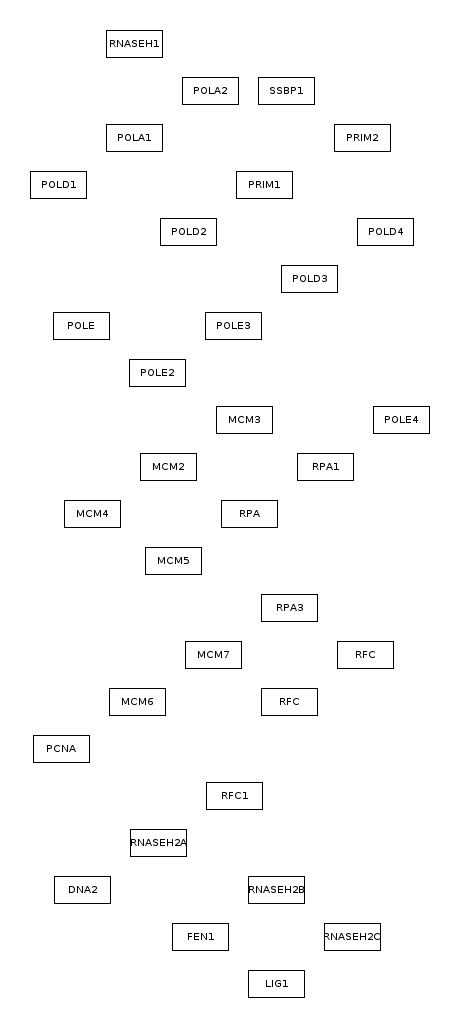 RNASEH1
POLA2 SSBP1
POLA1 PRIM2
POLD1 PRIM1
POLD2 POLD4
POLD3
POLE POLE3
POLE2
MCM3 POLE4
MCM2 RPA1
MCM4 RPA
MCM5
RPA3
MCM7 RFC
MCM6 RFC
PCNA
RFC1
RNASEH2A
DNA2 RNASEH2B
FEN1 RNASEH2C
LIG1